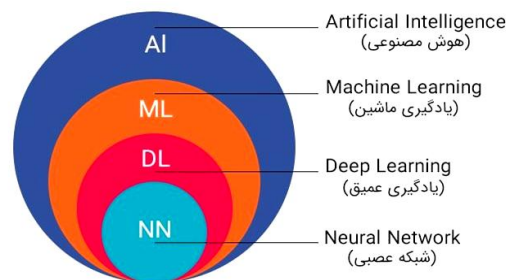 AI
Artificial Intelligence
(هوش مصنوعی)
ML
Machine Learning
(یادگیری ماشین)
DL
Deep Learning
(یادگیری عمیق)
NN
Neural Network
(شبکه عصبی)